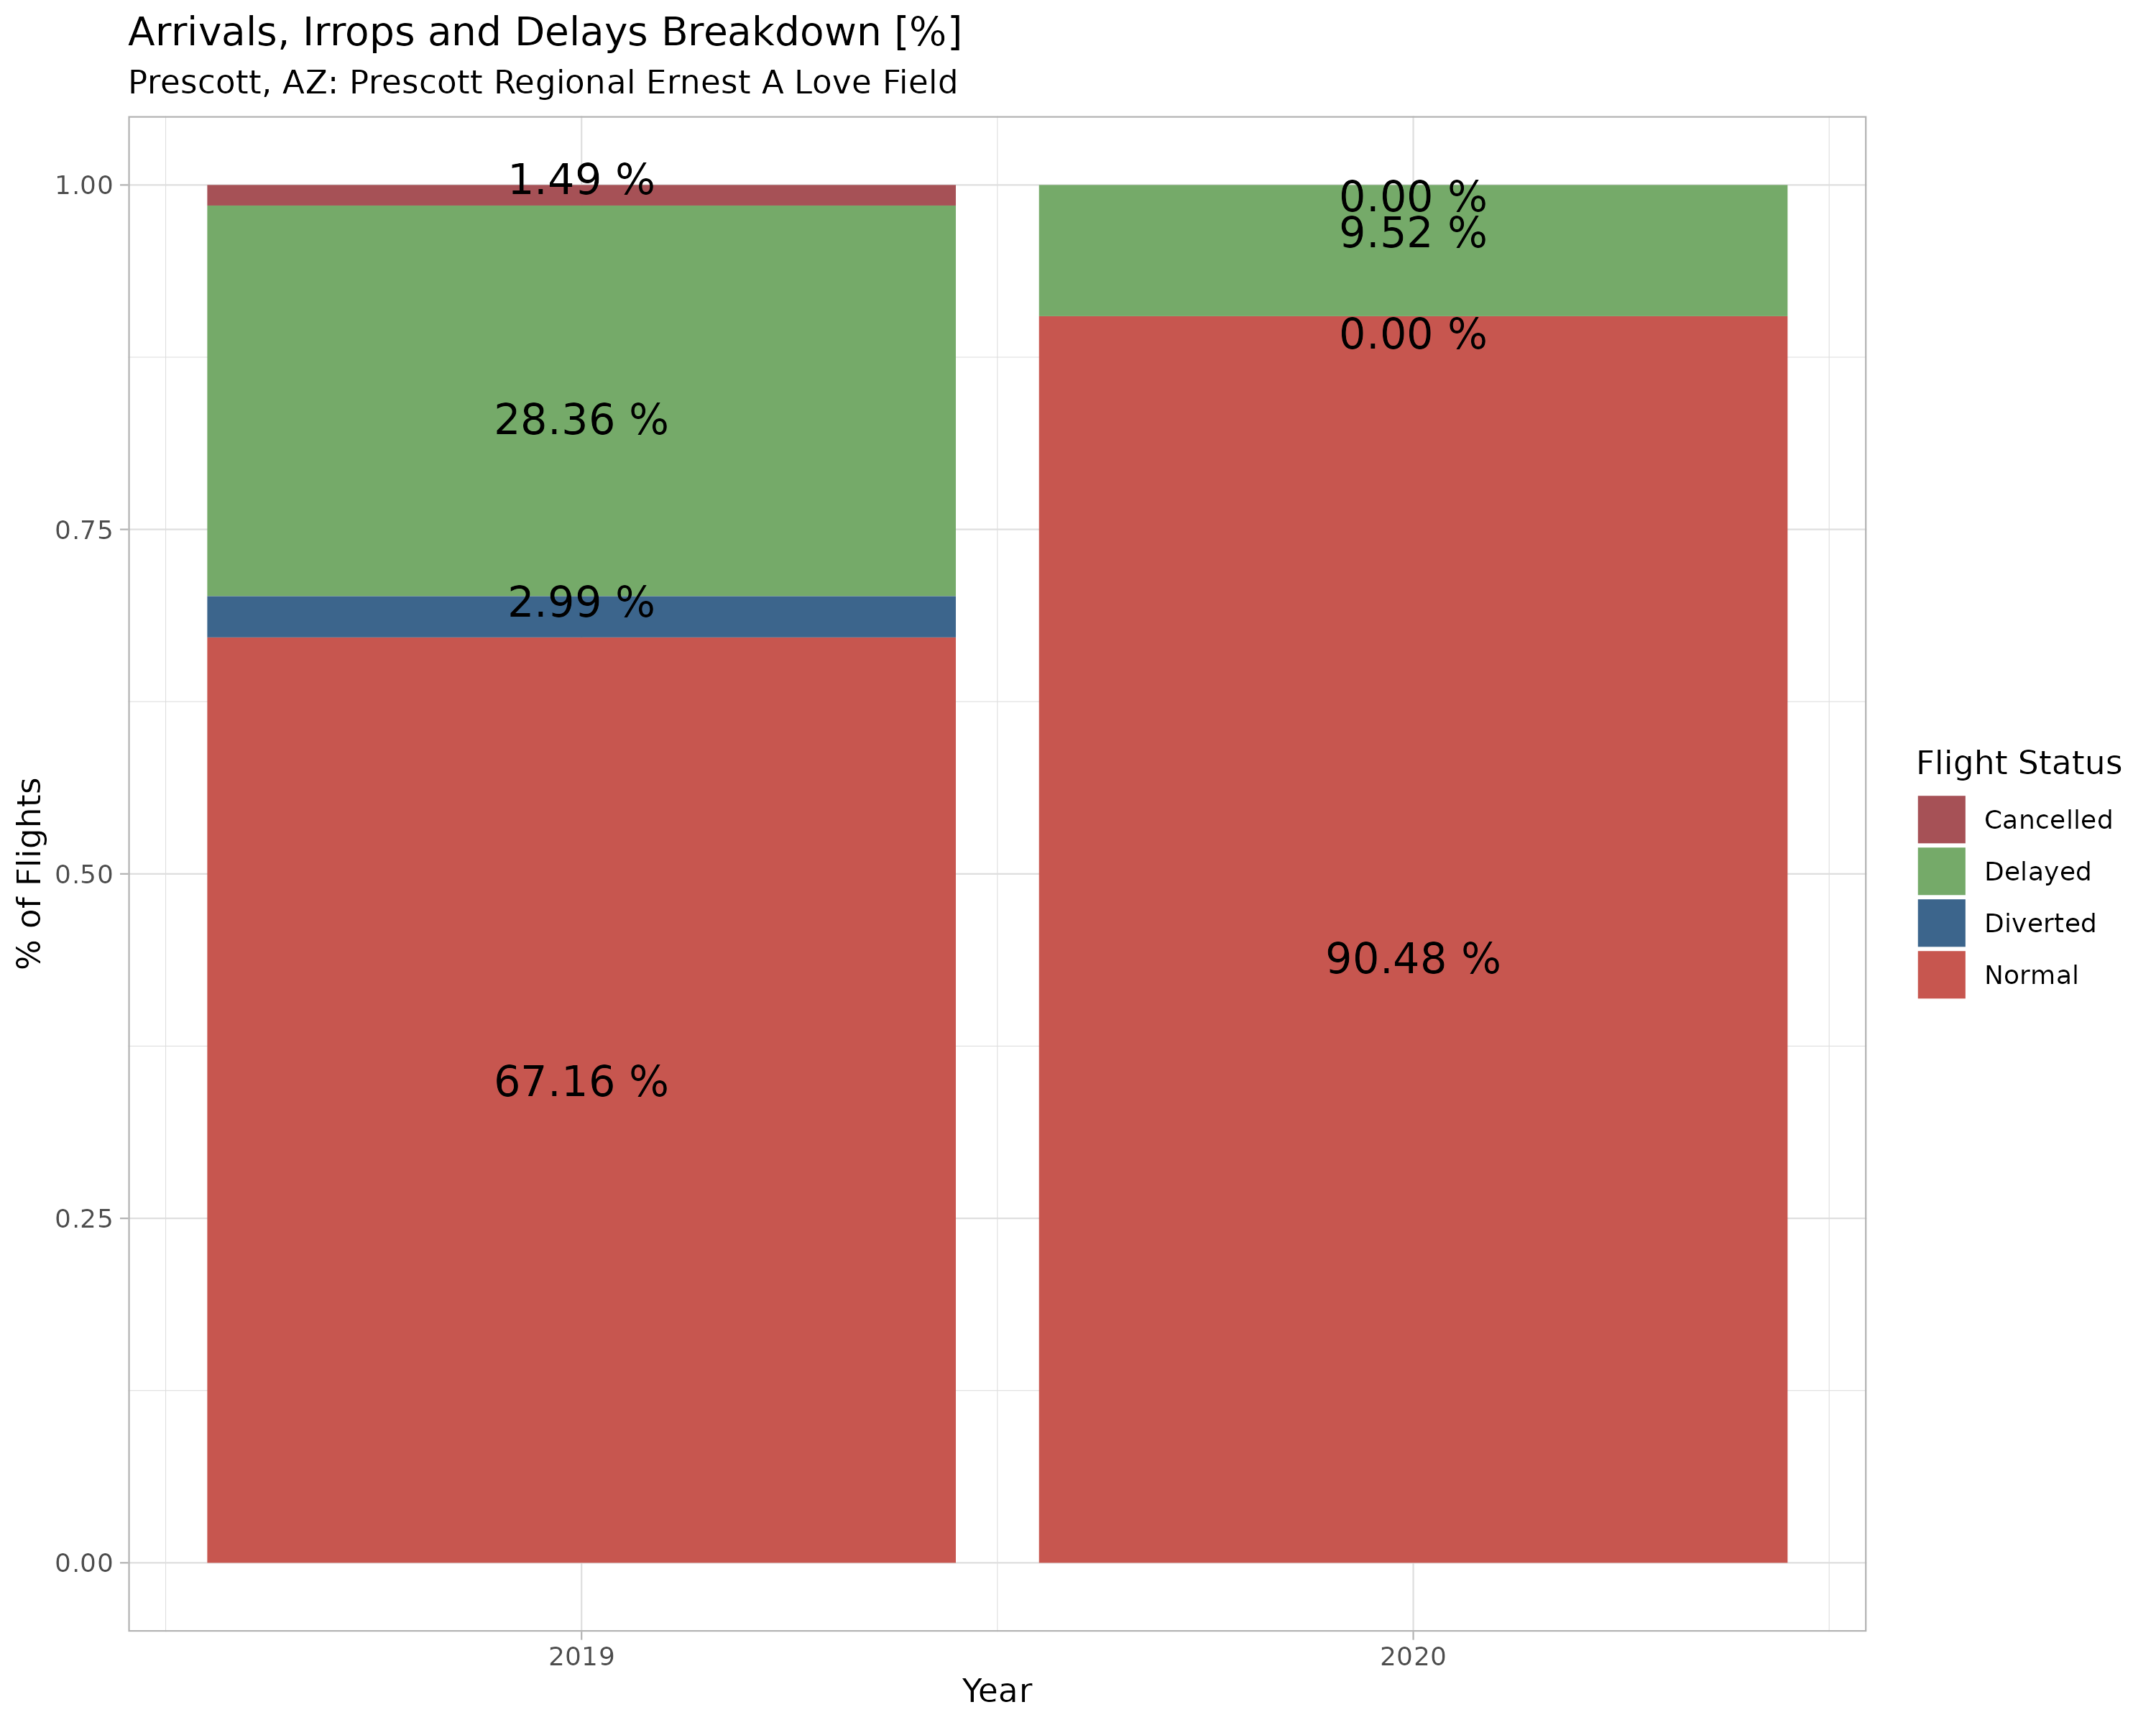 Arrivals, Irrops and Delays Breakdown [%]
Prescott, AZ: Prescott Regional Ernest A Love Field
% of Flights
1.00
0.75
0.50
0.25
0.00
1.49 %
28.36 %
2.99 %
67.16 %
0.00 %
9.52 %
0.00 %
90.48 %
2019
2020
Year
Flight Status
Cancelled
Delayed
Diverted
Normal